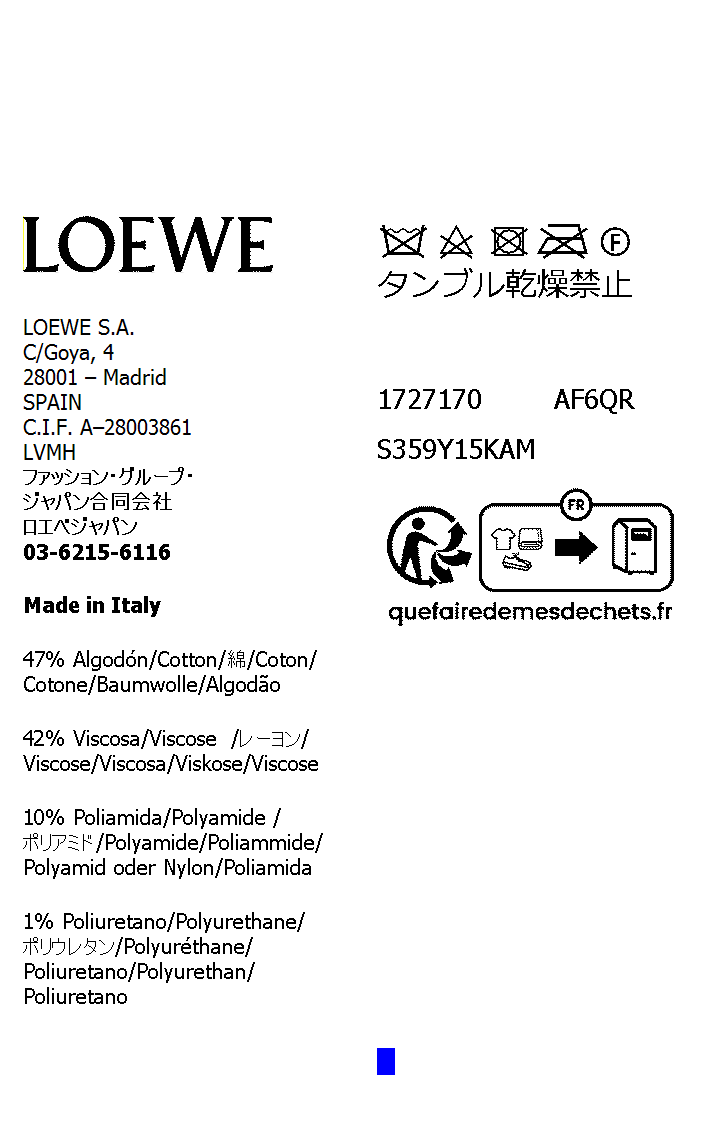 LOEWE
LOEWE S.A.
C/Goya, 4
28001 – Madrid
SPAIN
C.I.F. A–28003861
LVMH
ファッション・グループ・
ジャパン合同会社
ロエベジャパン
03-6215-6116
Made in Italy
47% Algodón/Cotton/綿/Coton/
Cotone/Baumwolle/Algodão
42% Viscosa/Viscose /レーヨン/
Viscose/Viscosa/Viskose/Viscose
10% Poliamida/Polyamide /
ポリアミド/Polyamide/Poliammide/
Polyamid oder Nylon/Poliamida
1% Poliuretano/Polyurethane/
ポリウレタン/Polyuréthane/
Poliuretano/Polyurethan/
Poliuretano
F
タンブル乾燥禁止
1727170 AF6QR
S359Y15KAM
FR
quefairedemesdechets.fr